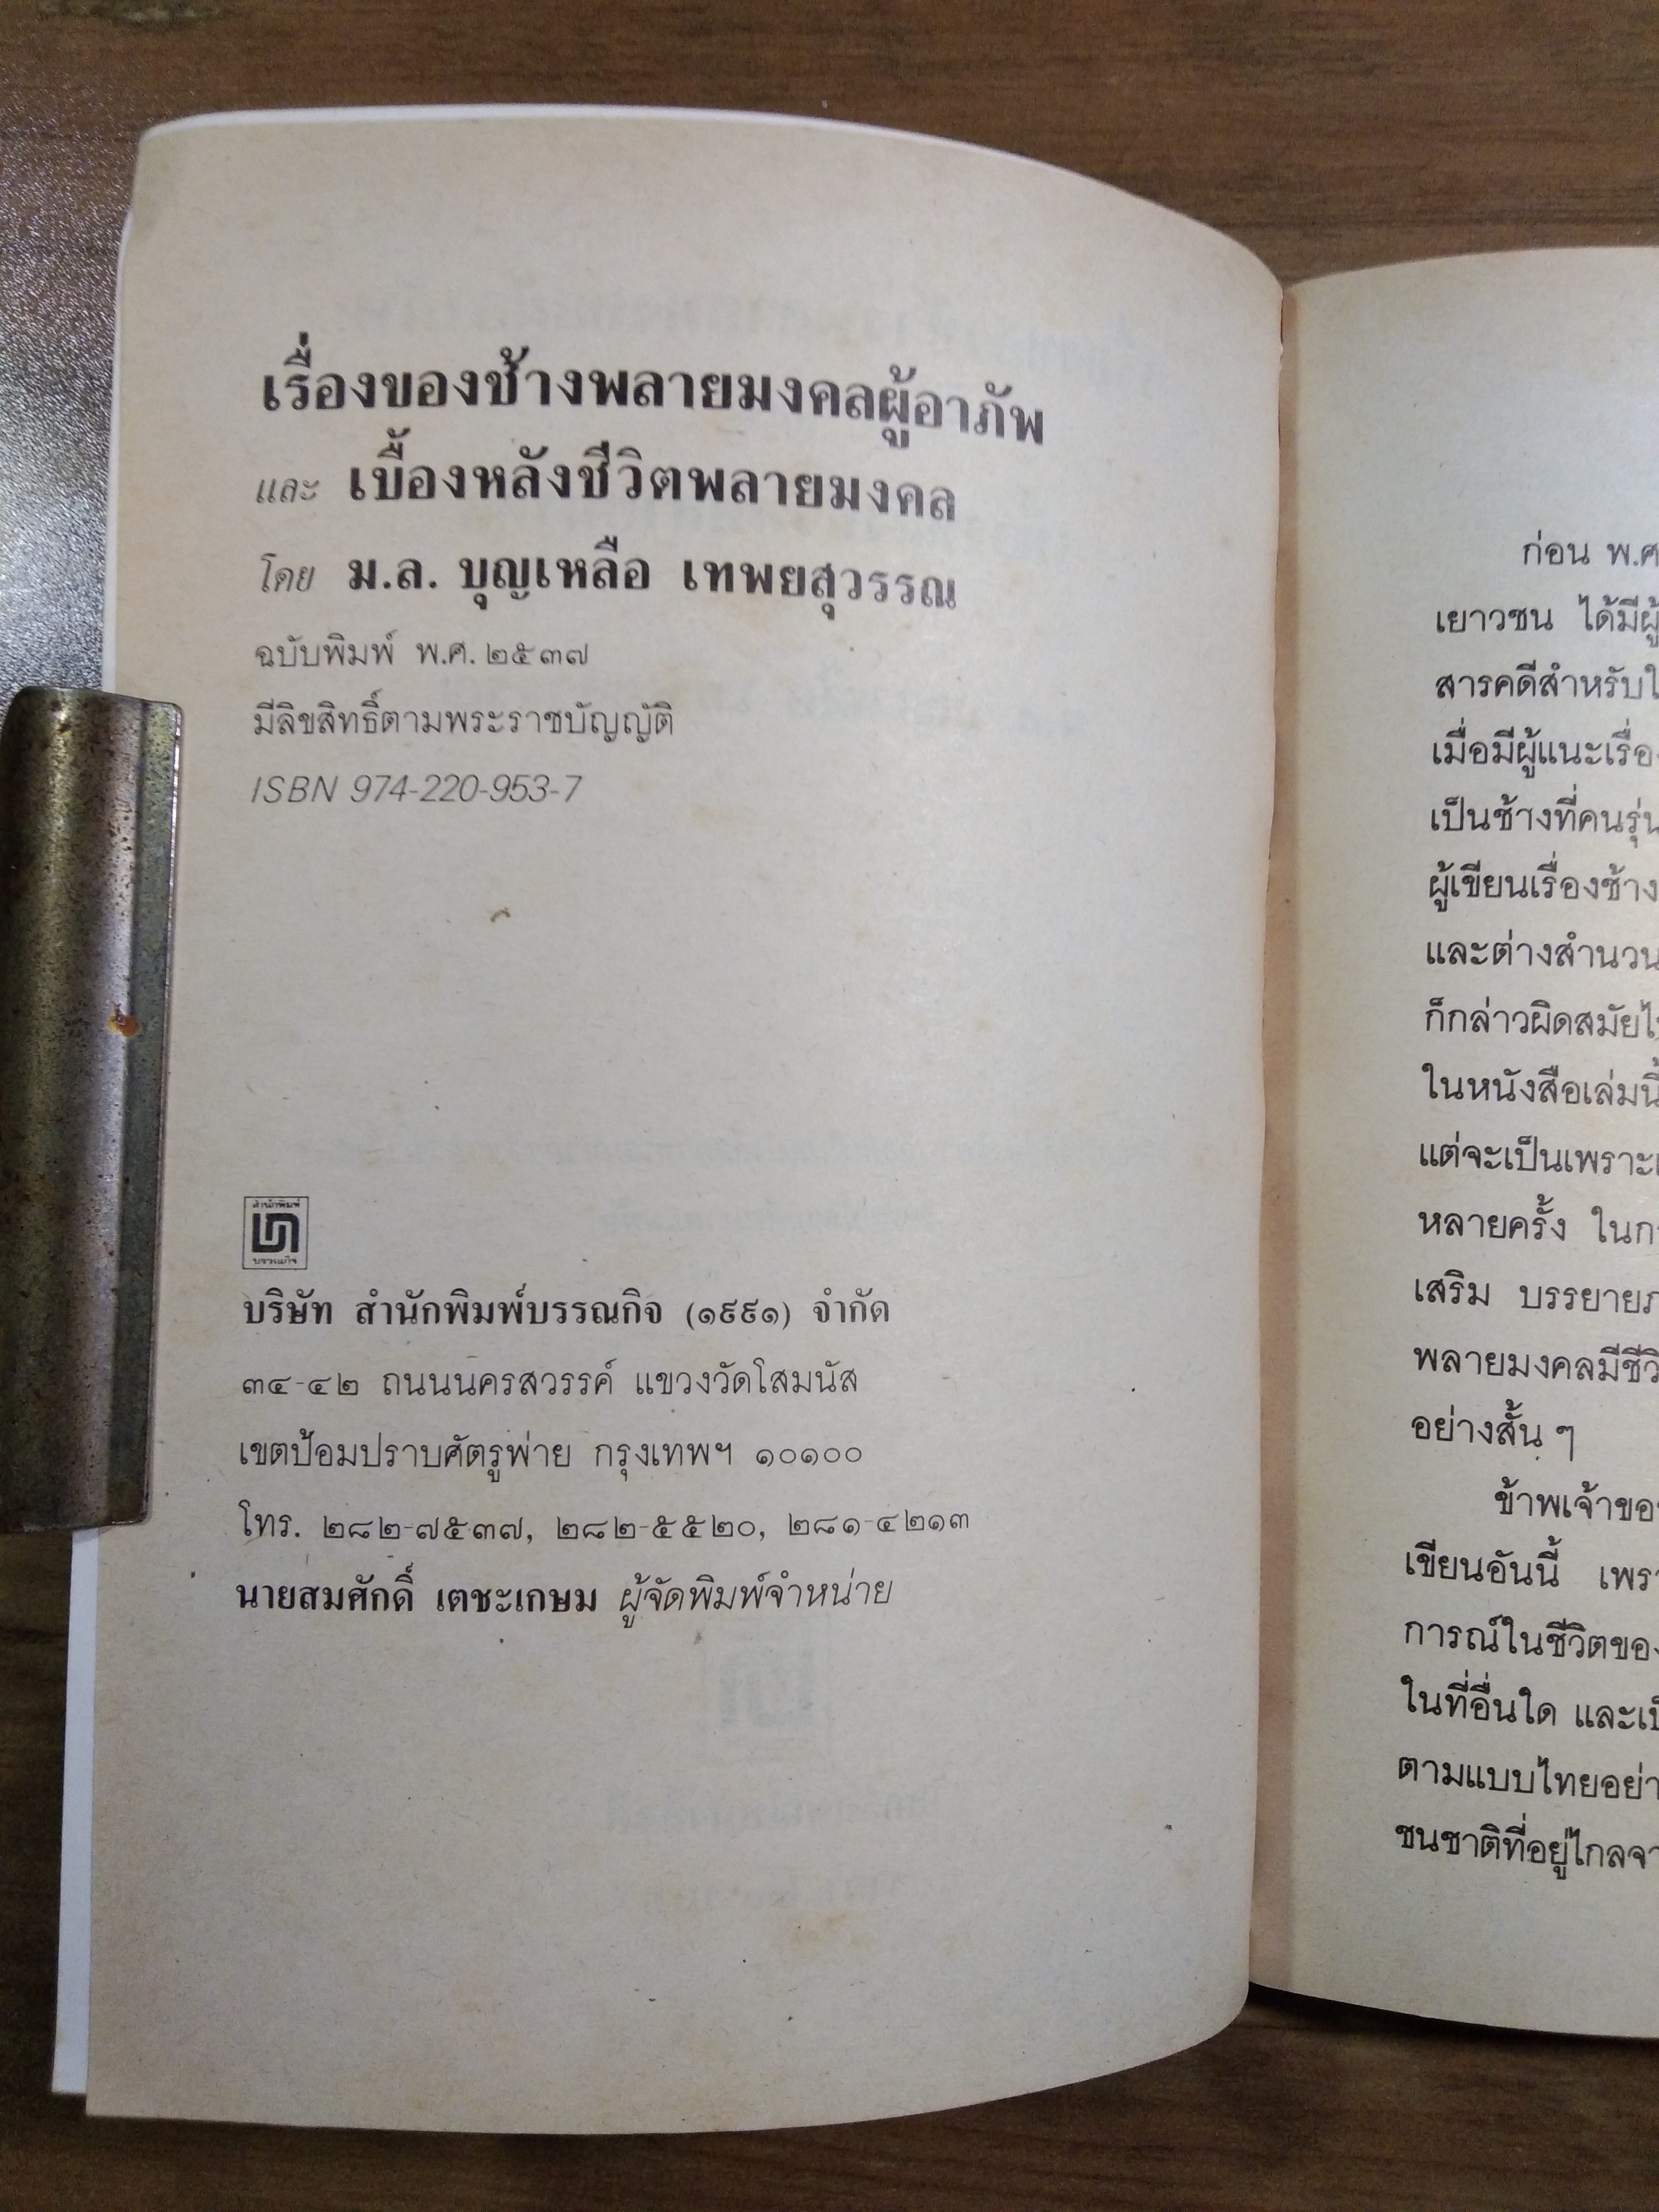 เรื่องของช้างพลายมงคลผู้อาภัพ
และ เบื้องหลังชีวิตพลายมงคล
โดย ม.ล. บุญเหลือ เทพยสุวรรณ
ฉบับพิมพ์ พ.ศ. ๒๕๓๗
มีลิขสิทธิ์ตามพระราชบัญญัติ
ISBN 974-220-953-7
สำนักพิมพ์
บรรณกิจ
บริษัท สำนักพิมพ์บรรณกิจ (๑๙๙๑) จำกัด
๓๔-๔๒ ถนนนครสวรรค์ แขวงวัดโสมนัส
เขตป้อมปราบศัตรูพ่าย กรุงเทพฯ ๑๐๑๐๐
โทร. ๒๘๒-๗๕๓๗, ๒๘๒-๕๕๒๐, ๒๘๑-๔๒๑๓
นายสมศักดิ์ เตชะเกษม ผู้จัดพิมพ์จำหน่าย
ก่อน พ.ศ
เยาวชน ได้มีผู้
สารคดีสำหรับ
เมื่อมีผู้แนะเรื่อ
เป็นช้างที่คนรุ่น
ผู้เขียนเรื่องช้าง
และต่างสำนวน
ก็กล่าวผิดสมัย
ในหนังสือเล่มนี้
แต่จะเป็นเพราะ
หลายครั้ง ในก
เสริม บรรยาย
พลายมงคลมีชีวิ
อย่างสั้น ๆ
ข้าพเจ้าขอ
เขียนอันนี้ เพรา
การณ์ในชีวิตของ
ในที่อื่นใด และเป็
ตามแบบไทยอย่า
ชนชาติที่อยู่ไกลจา